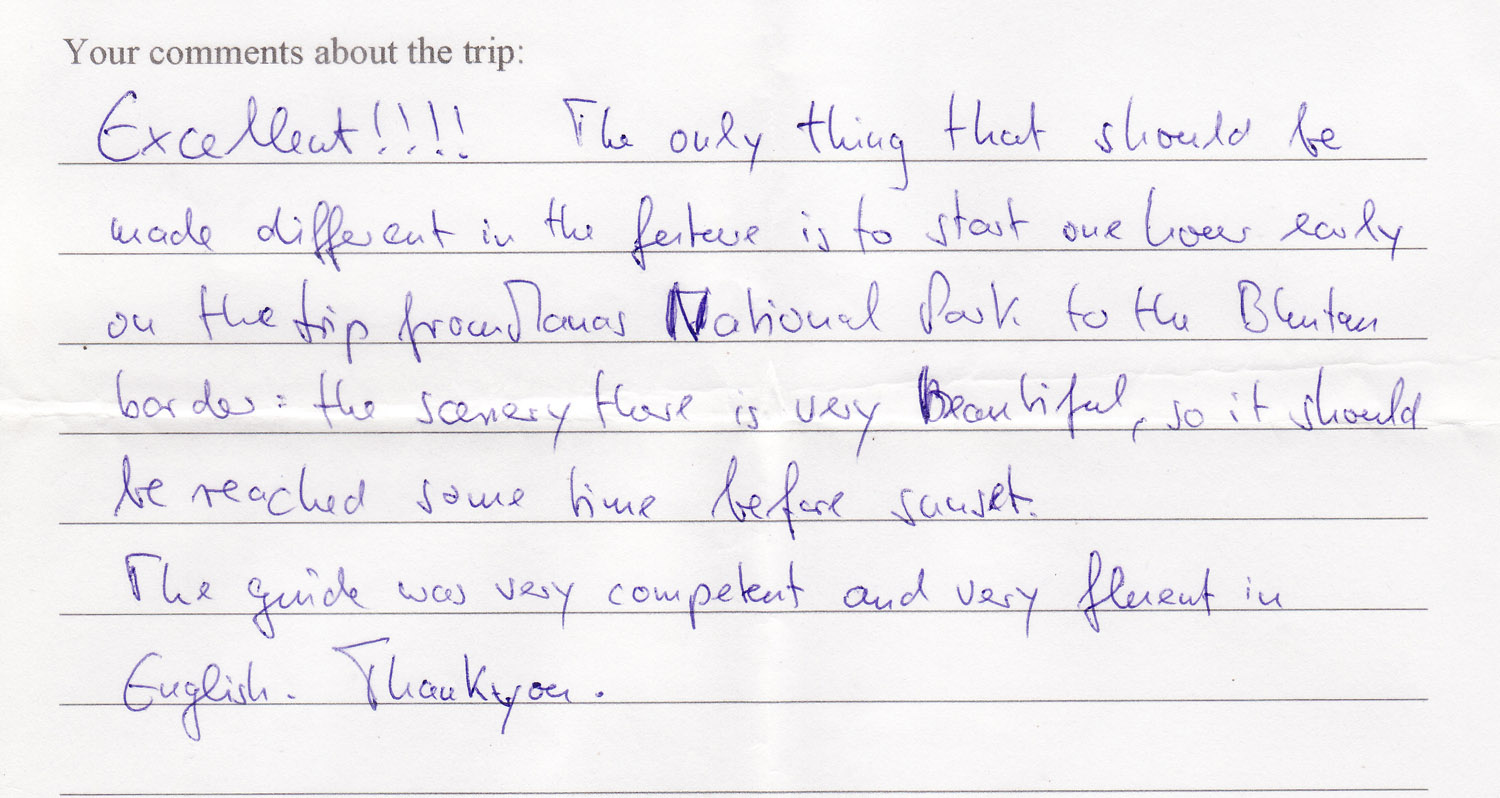 Your comments about the trip:
Excellent!!!! The only thing that should be
made different in the future is to start one hour early
on the trip from Manas National Park to the Bhutan
border: the scenery there is very Beautiful, so it should
be reached some time before sunset.
The guide was very competent and very fluent in
English. Thank you.